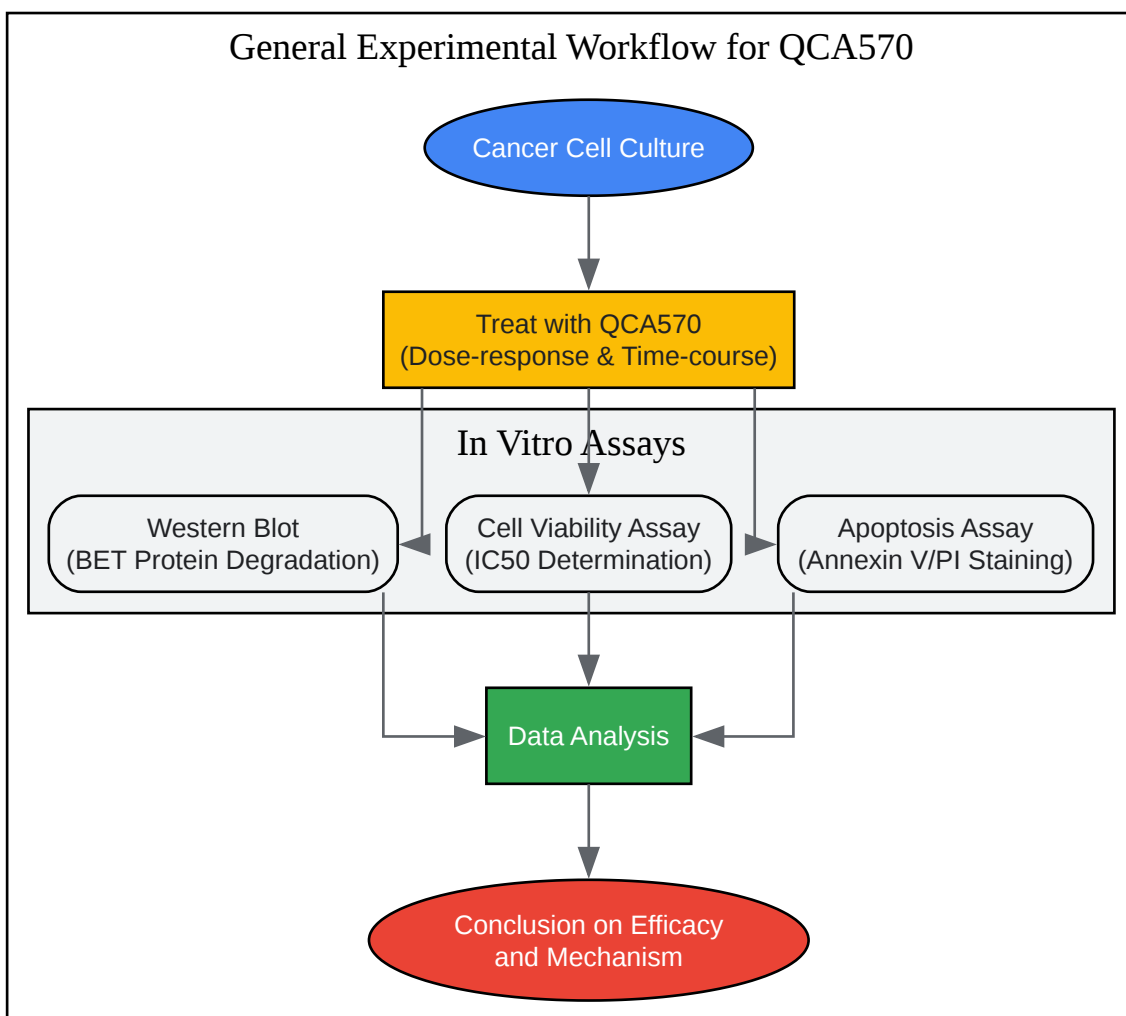 General Experimental Workflow for QCA570
Cancer Cell Culture
Treat with QCA570
(Dose-response & Time-course)
In Vitro Assays
Western Blot
(BET Protein Degradation)
Cell Viability Assay
(IC50 Determination)
Apoptosis Assay
(Annexin V/PI Staining)
Data Analysis
Conclusion on Efficacy
and Mechanism